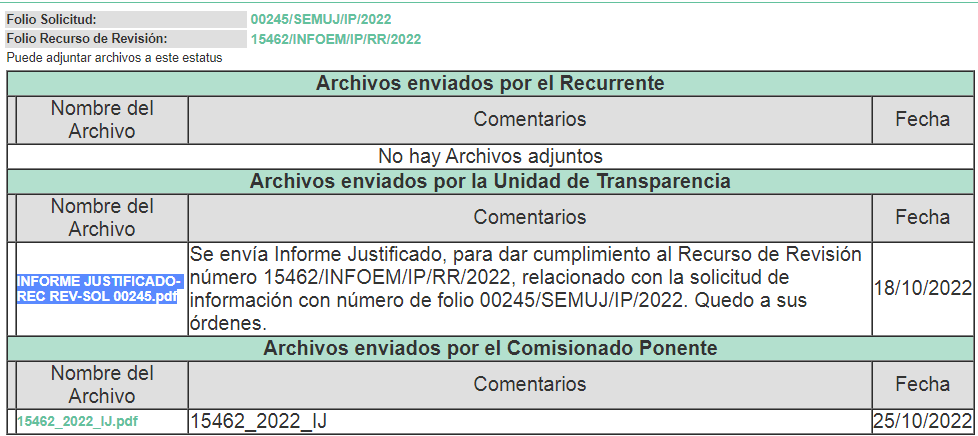 Folio Solicitud: 00245/SEMUJ/IP/2022
Folio Recurso de Revisión: 15462/INFOEM/IP/RR/2022
Puede adjuntar archivos a este estatus
Archivos enviados por el Recurrente
Nombre del
Archivo
Comentarios
Fecha
No hay Archivos adjuntos
Archivos enviados por la Unidad de Transparencia
Nombre del
Archivo
Comentarios
Fecha
INFORME JUSTIFICADO-
REC REV-SOL 00245.pdf
Se envía Informe Justificado, para dar cumplimiento al Recurso de Revisión
número 15462/INFOEM/IP/RR/2022, relacionado con la solicitud de
información con número de folio 00245/SEMUJ/IP/2022. Quedo a sus
órdenes.
18/10/2022
Archivos enviados por el Comisionado Ponente
Nombre del
Archivo
Comentarios
Fecha
15462_2022_IJ.pdf
15462_2022_IJ
25/10/2022